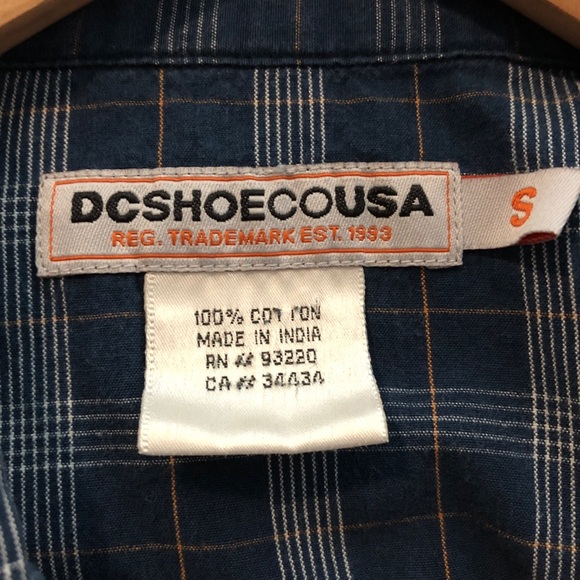 DCSHOECOUSA
REG. TRADEMARK EST. 1993
S
100% COTTON
MADE IN INDIA
RN # 93220
CA # 34434